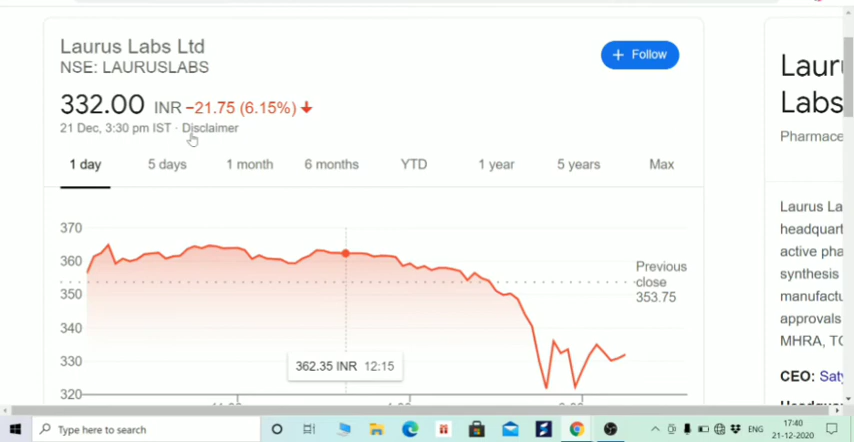 Laurus Labs Ltd
NSE: LAURUSLABS
+ Follow
332.00 INR −21.75 (6.15%)
21 Dec, 3:30 pm IST · Disclaimer
1 day 5 days 1 month 6 months YTD 1 year 5 years Max
370
360
350
340
330
320
Previous
close
353.75
362.35 INR 12:15
Labs
Pharmace
Laurus La
headquart
active pha
synthesis
manufactu
approvals
MHRA, TC
CEO: Saty
Type here to search
ENG
17:40
21-12-2020